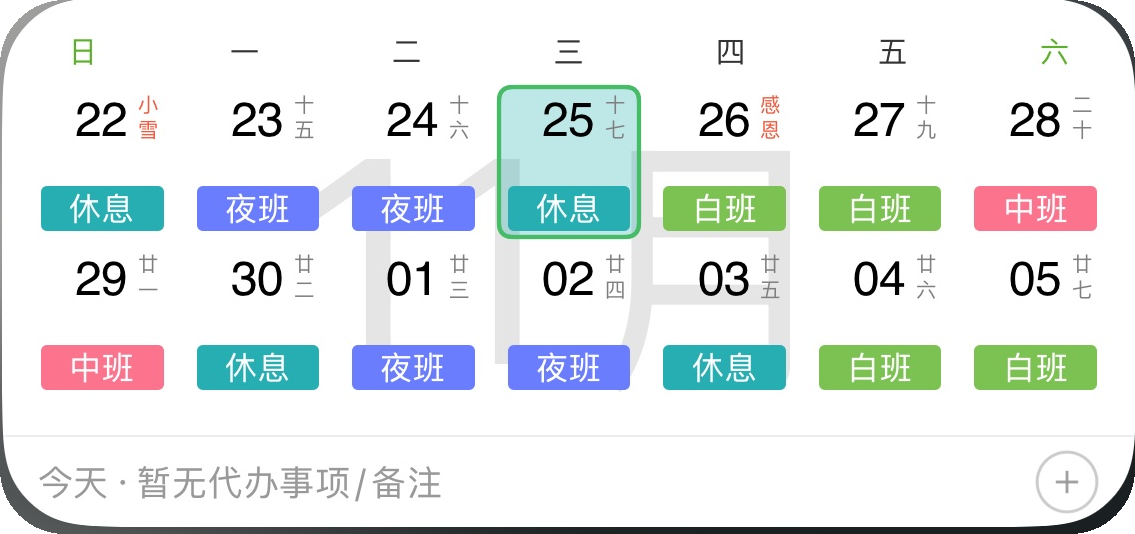 日 一 二 三 四 五 六
22 小雪 23 十五 24 十六 25 十七 26 感恩 27 十九 28 二十
休息 夜班 夜班 休息 白班 白班 中班
29 廿一 30 廿二 01 廿三 02 廿四 03 廿五 04 廿六 05 廿七
中班 休息 夜班 夜班 休息 白班 白班
11月
今天·暂无代办事项/备注